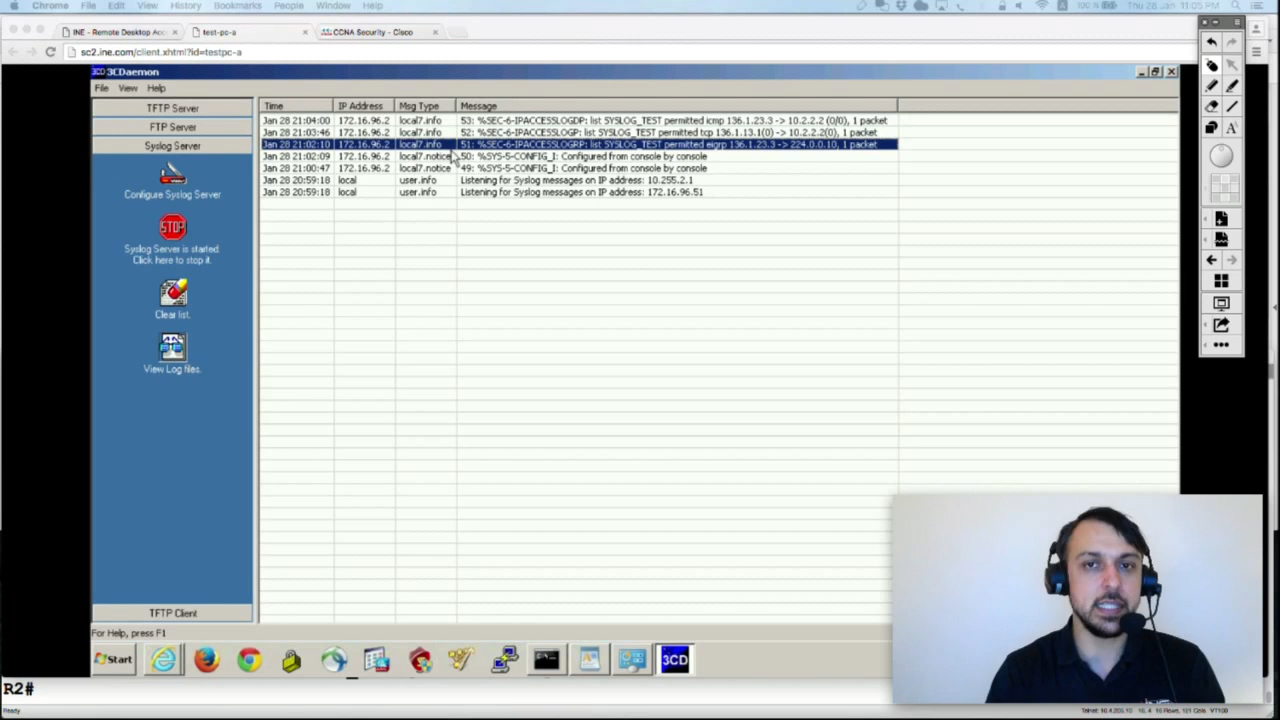 Chrome File Edit View History Bookmarks People Window Help 100% Thu 28 Jan 11:05 PM
INE - Remote Desktop Acc × test-pc-a × CCNA Security - Cisco ×
sc2.ine.com/client.xhtml?id=testpc-a
3CD 3CDaemon
File View Help
TFTP Server
FTP Server
Syslog Server
Configure Syslog Server
STOP
Syslog Server is started
Click here to stop it.
Clear list.
View Log files.
TFTP Client
Time IP Address Msg Type Message
Jan 28 21:04:00 172.16.96.2 local7.info 53: %SEC-6-IPACCESSLOGDP: list SYSLOG_TEST permitted icmp 136.1.23.3 -> 10.2.2.2 (0/0), 1 packet
Jan 28 21:03:46 172.16.96.2 local7.info 52: %SEC-6-IPACCESSLOGP: list SYSLOG_TEST permitted tcp 136.1.13.1(0) -> 10.2.2.2(0), 1 packet
Jan 28 21:02:10 172.16.96.2 local7.info 51: %SEC-6-IPACCESSLOGRP: list SYSLOG_TEST permitted eigrp 136.1.23.3 -> 224.0.0.10, 1 packet
Jan 28 21:02:09 172.16.96.2 local7.notice 50: %SYS-5-CONFIG_I: Configured from console by console
Jan 28 21:00:47 172.16.96.2 local7.notice 49: %SYS-5-CONFIG_I: Configured from console by console
Jan 28 20:59:18 local user.info Listening for Syslog messages on IP address: 10.255.2.1
Jan 28 20:59:18 local user.info Listening for Syslog messages on IP address: 172.16.96.51
For Help, press F1
Start 3CD
R2#
Ready